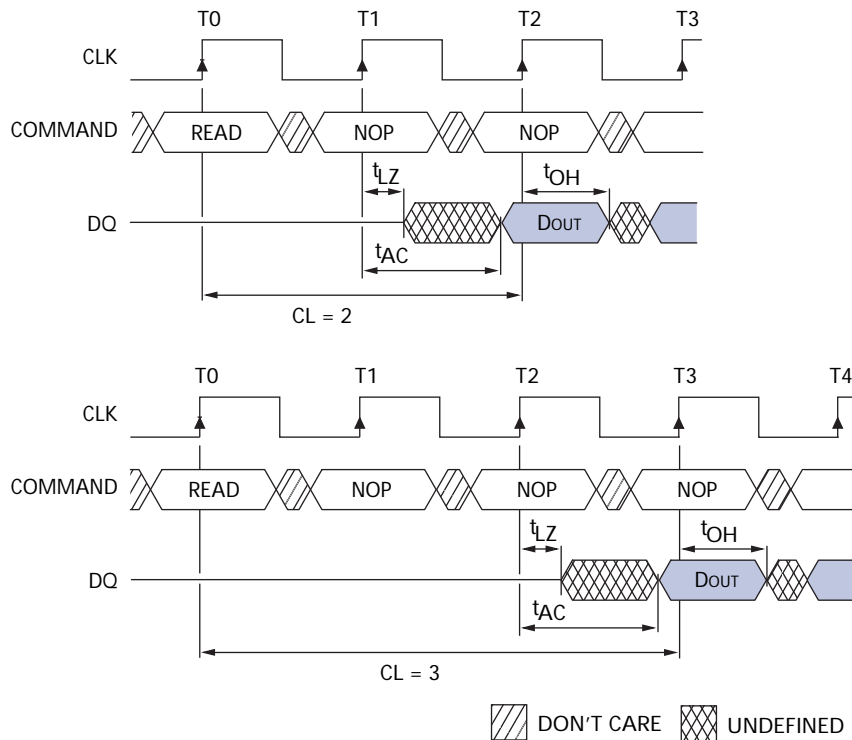 T0 T1 T2 T3
CLK
COMMAND READ NOP NOP
tLZ tOH
DQ DOUT
tAC
CL = 2
T0 T1 T2 T3 T4
CLK
COMMAND READ NOP NOP NOP
tLZ tOH
DQ DOUT
tAC
CL = 3
DON'T CARE UNDEFINED